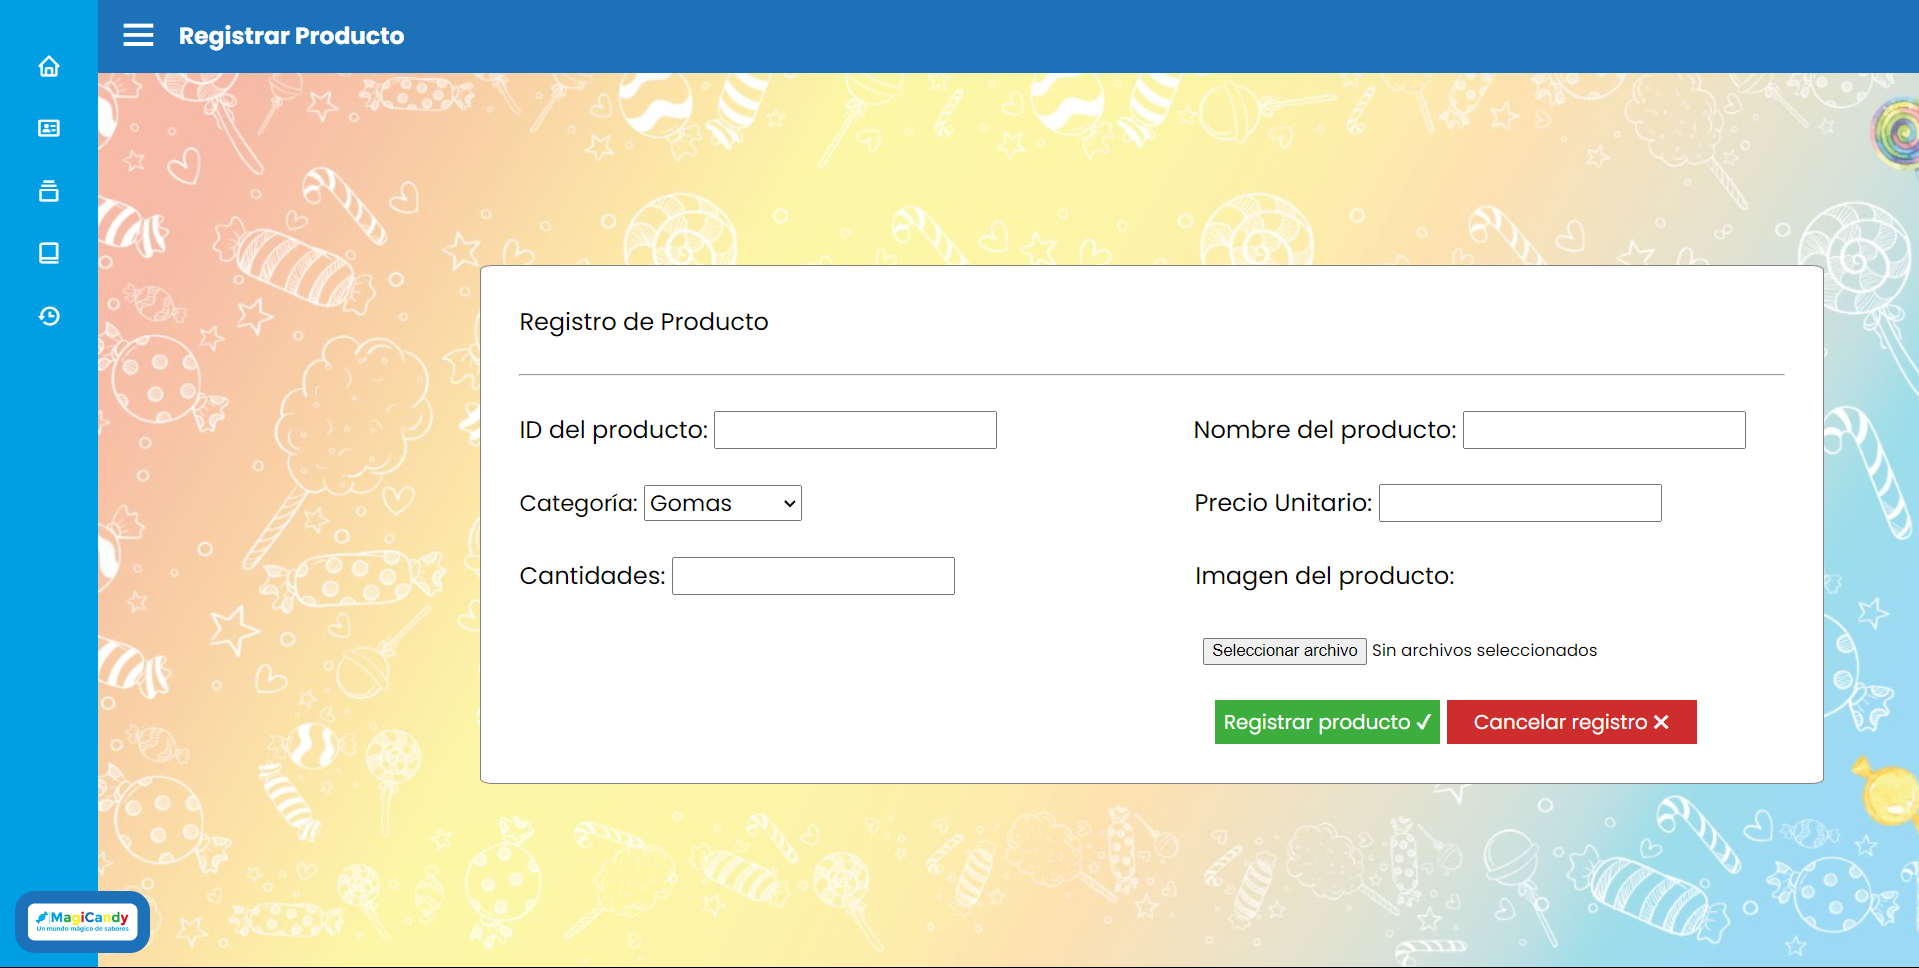 Registrar Producto
Registro de Producto
ID del producto:
Nombre del producto:
Categoría: Gomas
Precio Unitario:
Cantidades:
Imagen del producto:
Seleccionar archivo Sin archivos seleccionados
Registrar producto ✓ Cancelar registro ✕
MagiCandy
Un mundo mágico de sabores